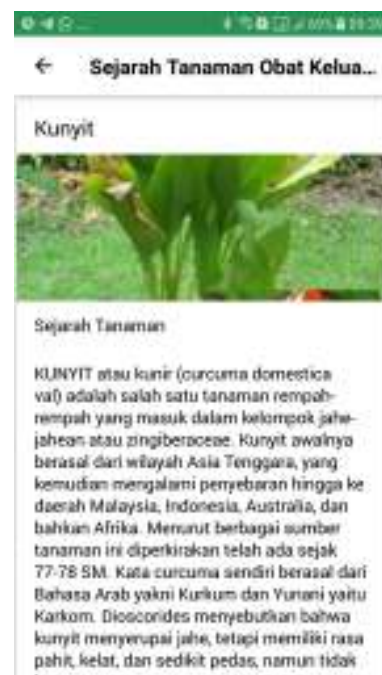 Sejarah Tanaman Obat Kelua...
Kunyit
Sejarah Tanaman
KUNYIT atau kunir (curcuma domestica
val) adalah salah satu tanaman rempah-
rempah yang masuk dalam kelompok jahe-
jahean atau zingiberaceae. Kunyit awalnya
berasal dari wilayah Asia Tenggara, yang
kemudian mengalami penyebaran hingga ke
daerah Malaysia, Indonesia, Australia, dan
bahkan Afrika. Menurut berbagai sumber
tanaman ini diperkirakan telah ada sejak
77-78 SM. Kata curcuma sendiri berasal dari
Bahasa Arab yakni Kurkum dan Yunani yaitu
Karkom. Dioscorides menyebutkan bahwa
kunyit menyerupai jahe, tetapi memiliki rasa
pahit, kelat, dan sedikit pedas, namun tidak